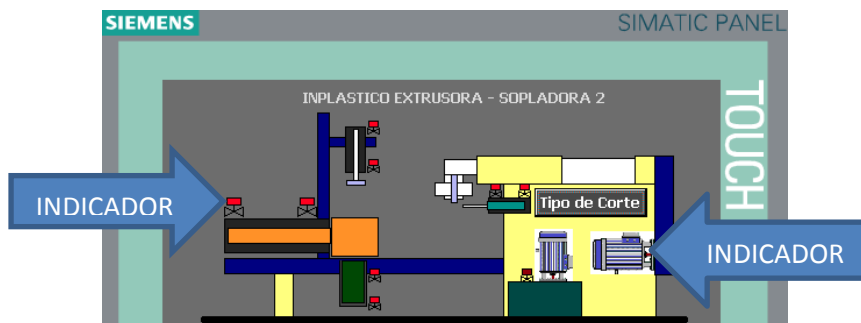 SIEMENS
SIMATIC PANEL
INPLASTICO EXTRUSORA - SOPLADORA 2
TOUCH
INDICADOR
Tipo de Corte
INDICADOR